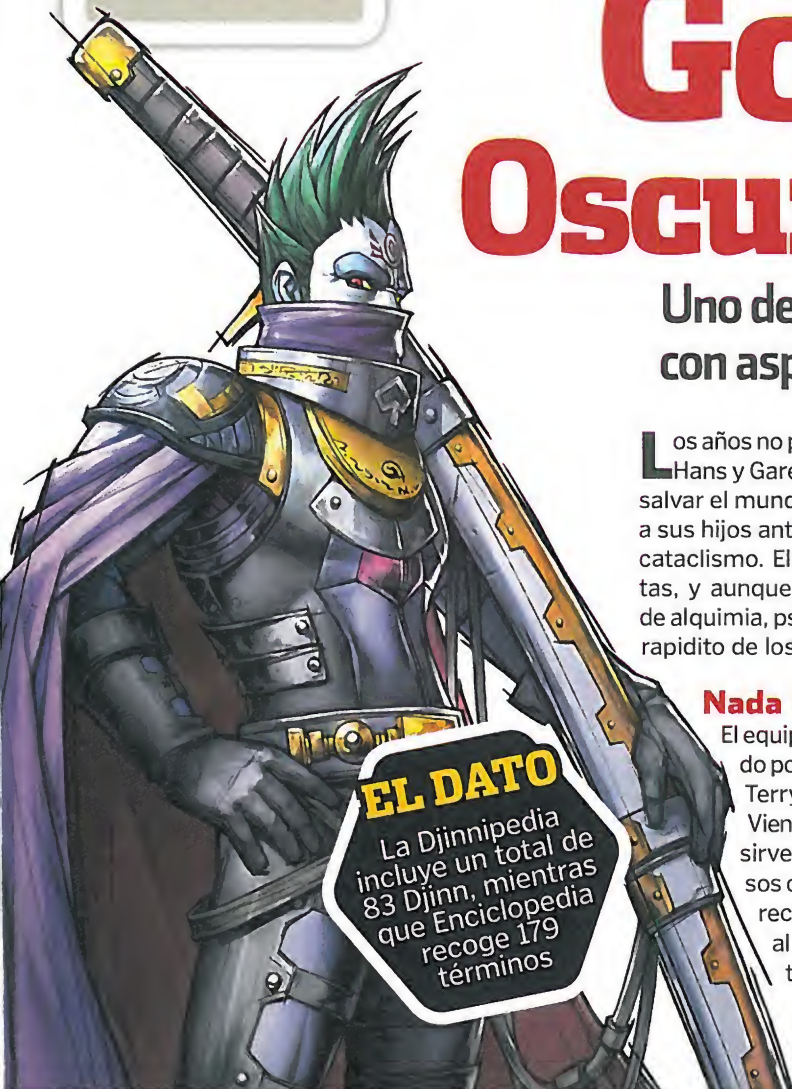 Go
Oscu
Uno de
con asp
Los años no p
Hans y Gare
salvar el mund
a sus hijos ant
cataclismo. El
tas, y aunque
de alquimia, ps
rapidito de los
Nada
El equip
do po
Terry
Vien
sirve
sos c
rec
al
t
EL DATO
La Djinnipedia
incluye un total de
83 Djinn, mientras
que Enciclopedia
recoge 179
términos